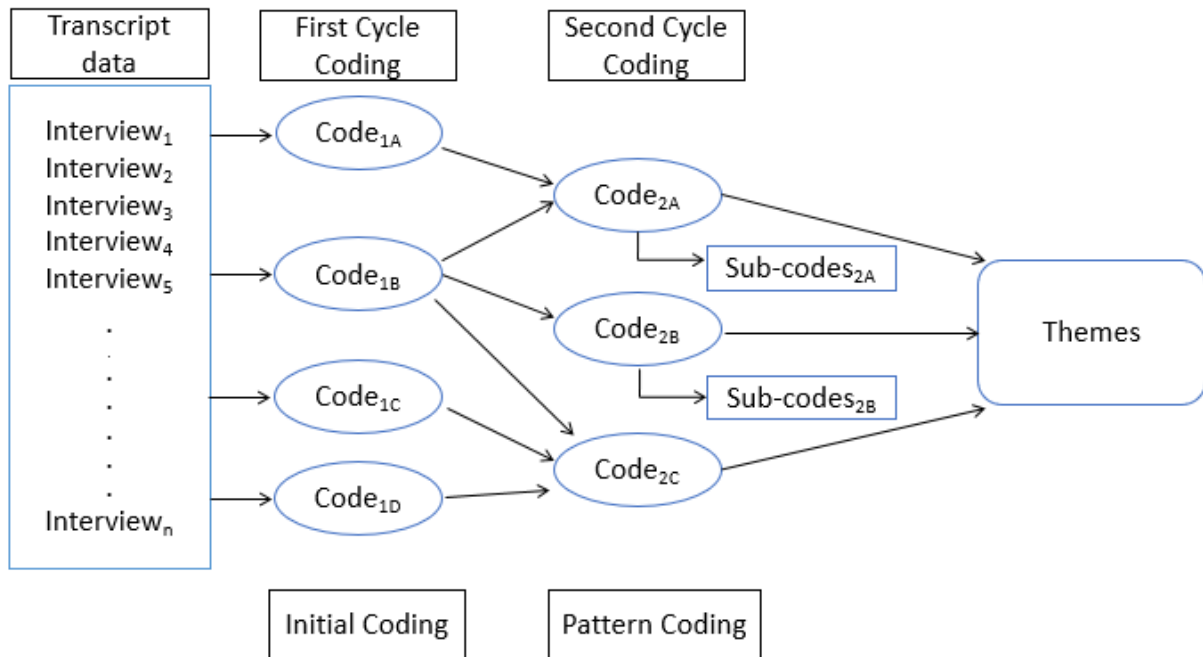 Transcript
data
First Cycle
Coding
Second Cycle
Coding
Interview₁
Interview₂
Interview₃
Interview₄
Interview₅
.
.
.
.
.
.
.
Interviewₙ
Code₁A
Code₁B
Code₁C
Code₁D
Code₂A
Sub-codes₂A
Code₂B
Sub-codes₂B
Code₂C
Themes
Initial Coding
Pattern Coding